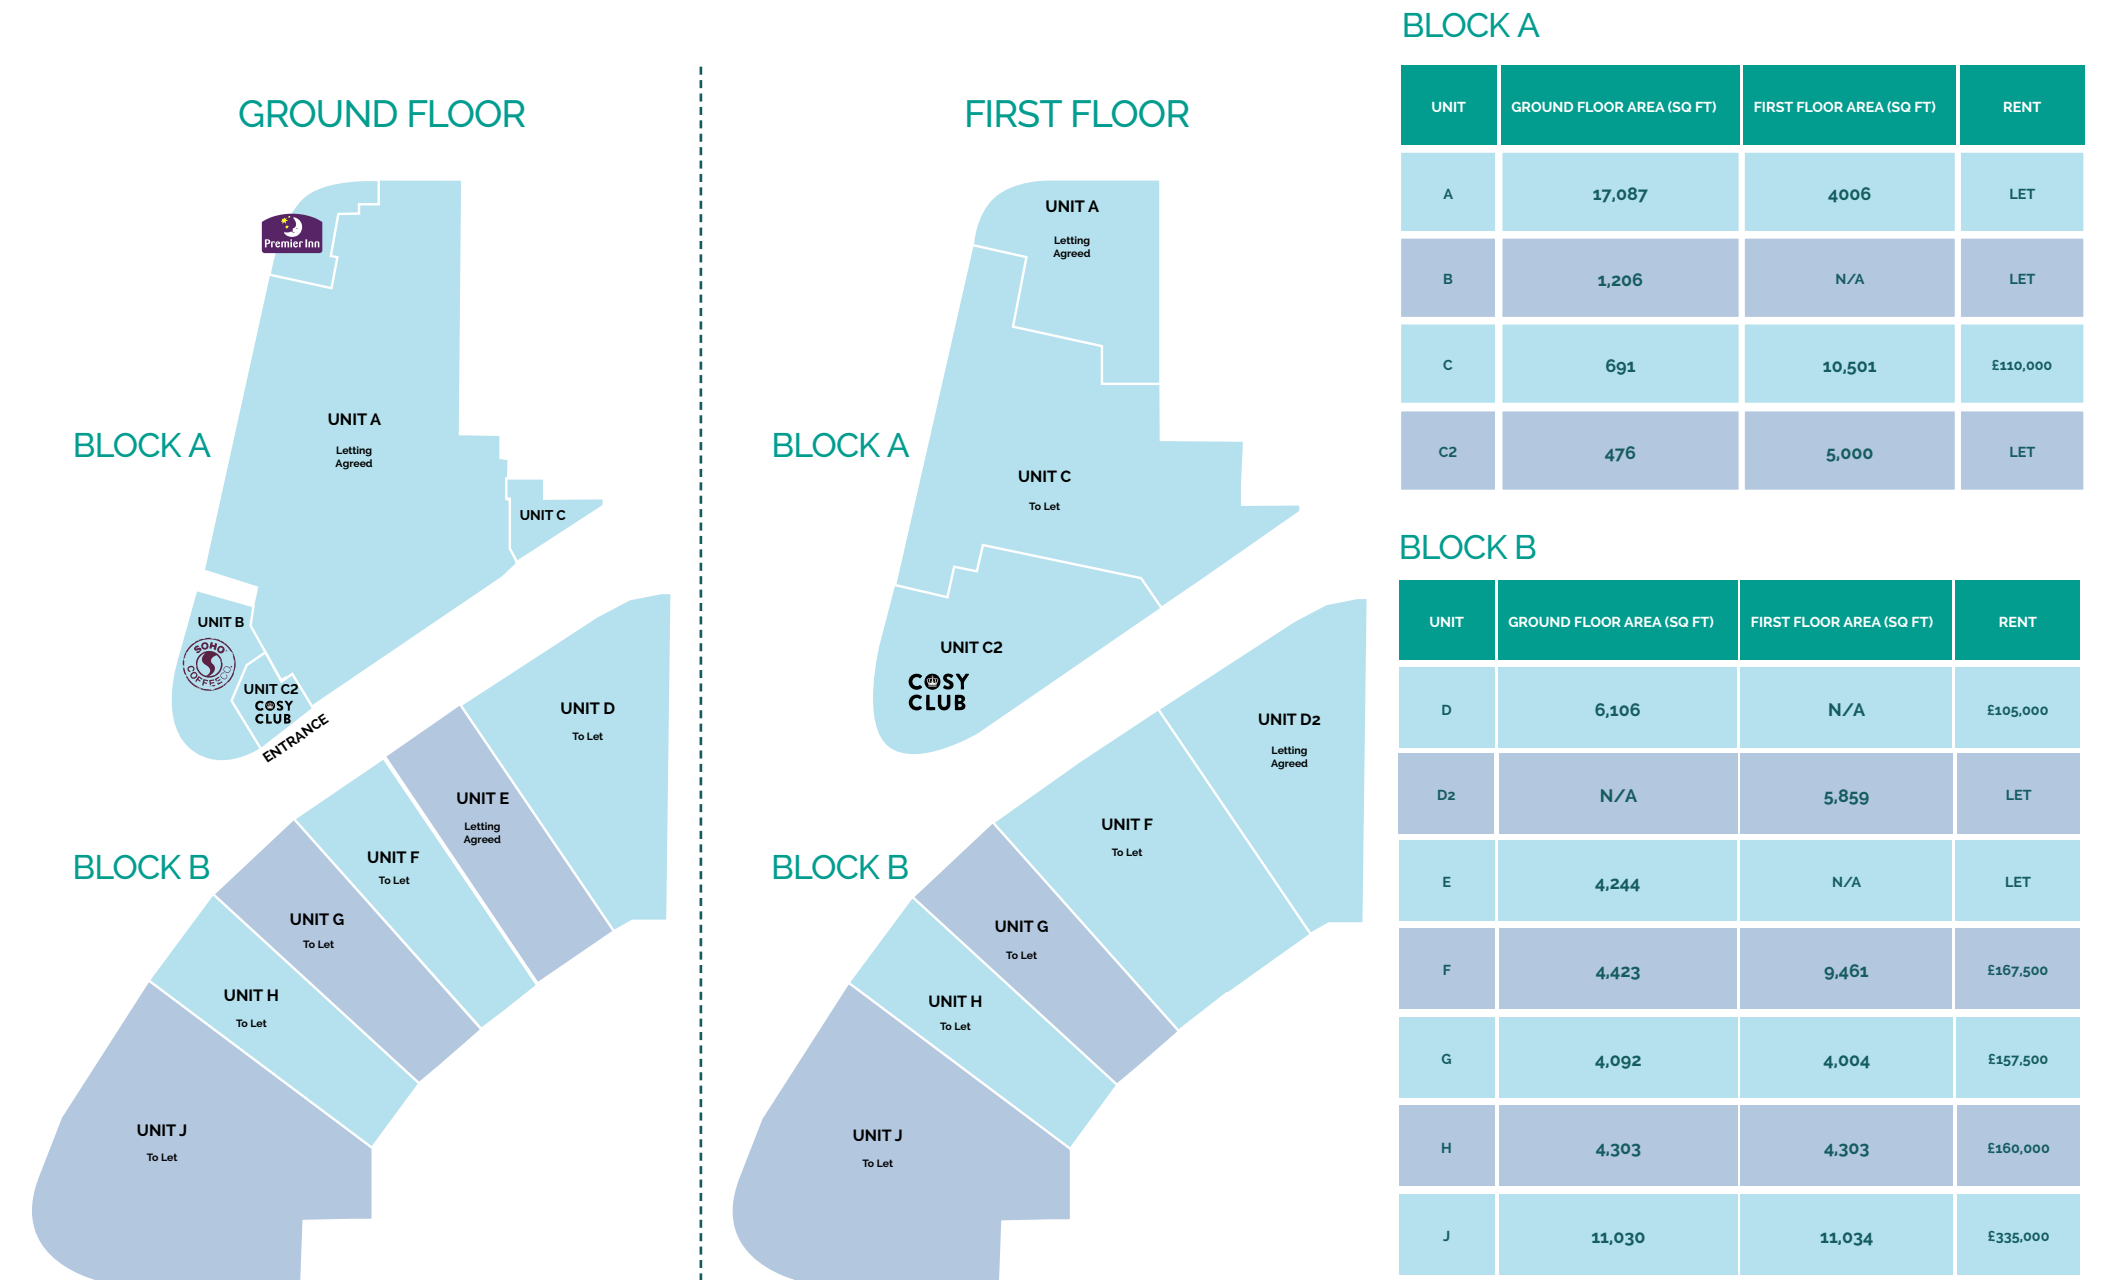 GROUND FLOOR
Premier Inn
UNIT A
Letting
Agreed
BLOCK A
UNIT C
UNIT B
SOHO
COFFEE CO.
UNIT C2
COSY
CLUB
ENTRANCE
UNIT D
To Let
UNIT E
Letting
Agreed
UNIT F
To Let
BLOCK B
UNIT G
To Let
UNIT H
To Let
UNIT J
To Let
FIRST FLOOR
UNIT A
Letting
Agreed
BLOCK A
UNIT C
To Let
UNIT C2
COSY
CLUB
UNIT D2
Letting
Agreed
UNIT F
To Let
BLOCK B
UNIT G
To Let
UNIT H
To Let
UNIT J
To Let
BLOCK A
UNIT GROUND FLOOR AREA (SQ FT) FIRST FLOOR AREA (SQ FT) RENT
A 17,087 4006 LET
B 1,206 N/A LET
C 691 10,501 £110,000
C2 476 5,000 LET
BLOCK B
UNIT GROUND FLOOR AREA (SQ FT) FIRST FLOOR AREA (SQ FT) RENT
D 6,106 N/A £105,000
D2 N/A 5,859 LET
E 4,244 N/A LET
F 4,423 9,461 £167,500
G 4,092 4,004 £157,500
H 4,303 4,303 £160,000
J 11,030 11,034 £335,000